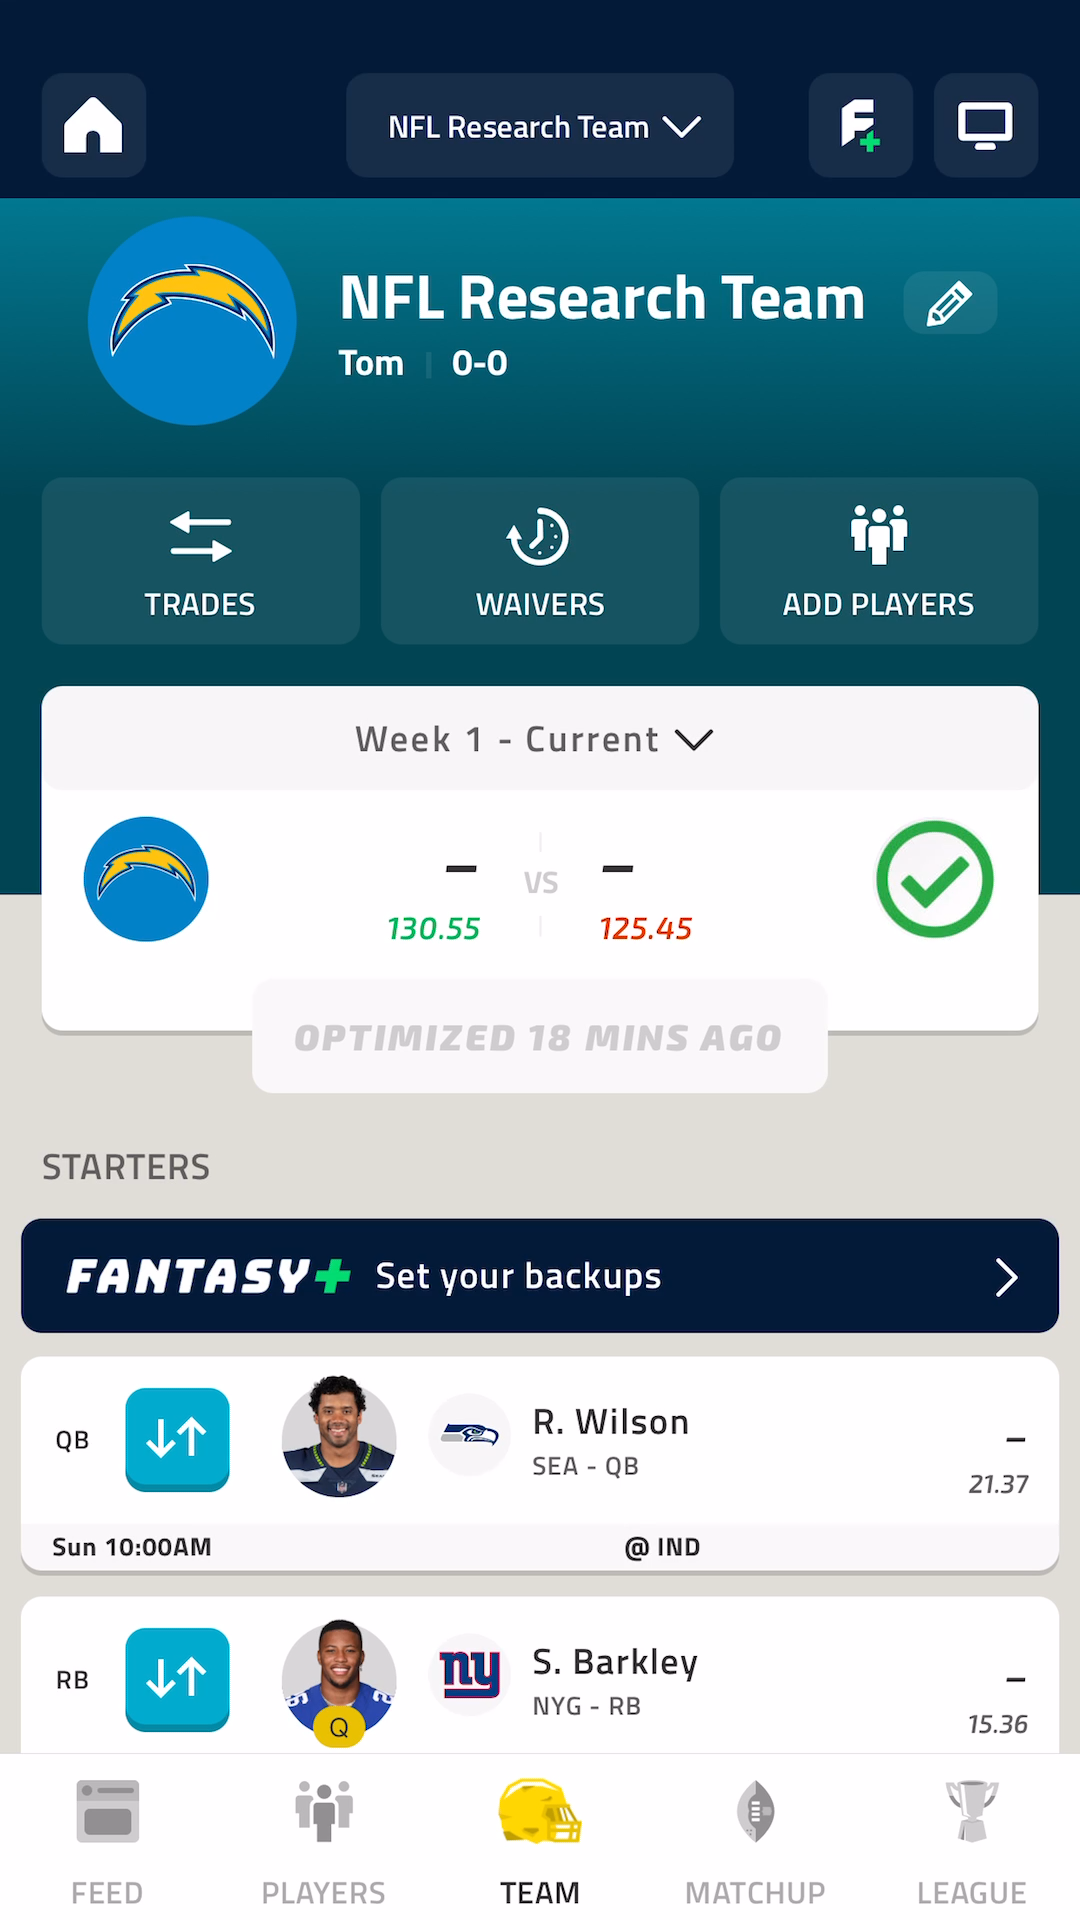 NFL Research Team
NFL Research Team
Tom | 0-0
TRADES
WAIVERS
ADD PLAYERS
Week 1 - Current
– VS –
130.55
125.45
OPTIMIZED 18 MINS AGO
STARTERS
FANTASY+ Set your backups
QB
R. Wilson
SEA - QB
–
21.37
Sun 10:00AM
@ IND
RB
Q
ny
S. Barkley
NYG - RB
–
15.36
FEED
PLAYERS
TEAM
MATCHUP
LEAGUE